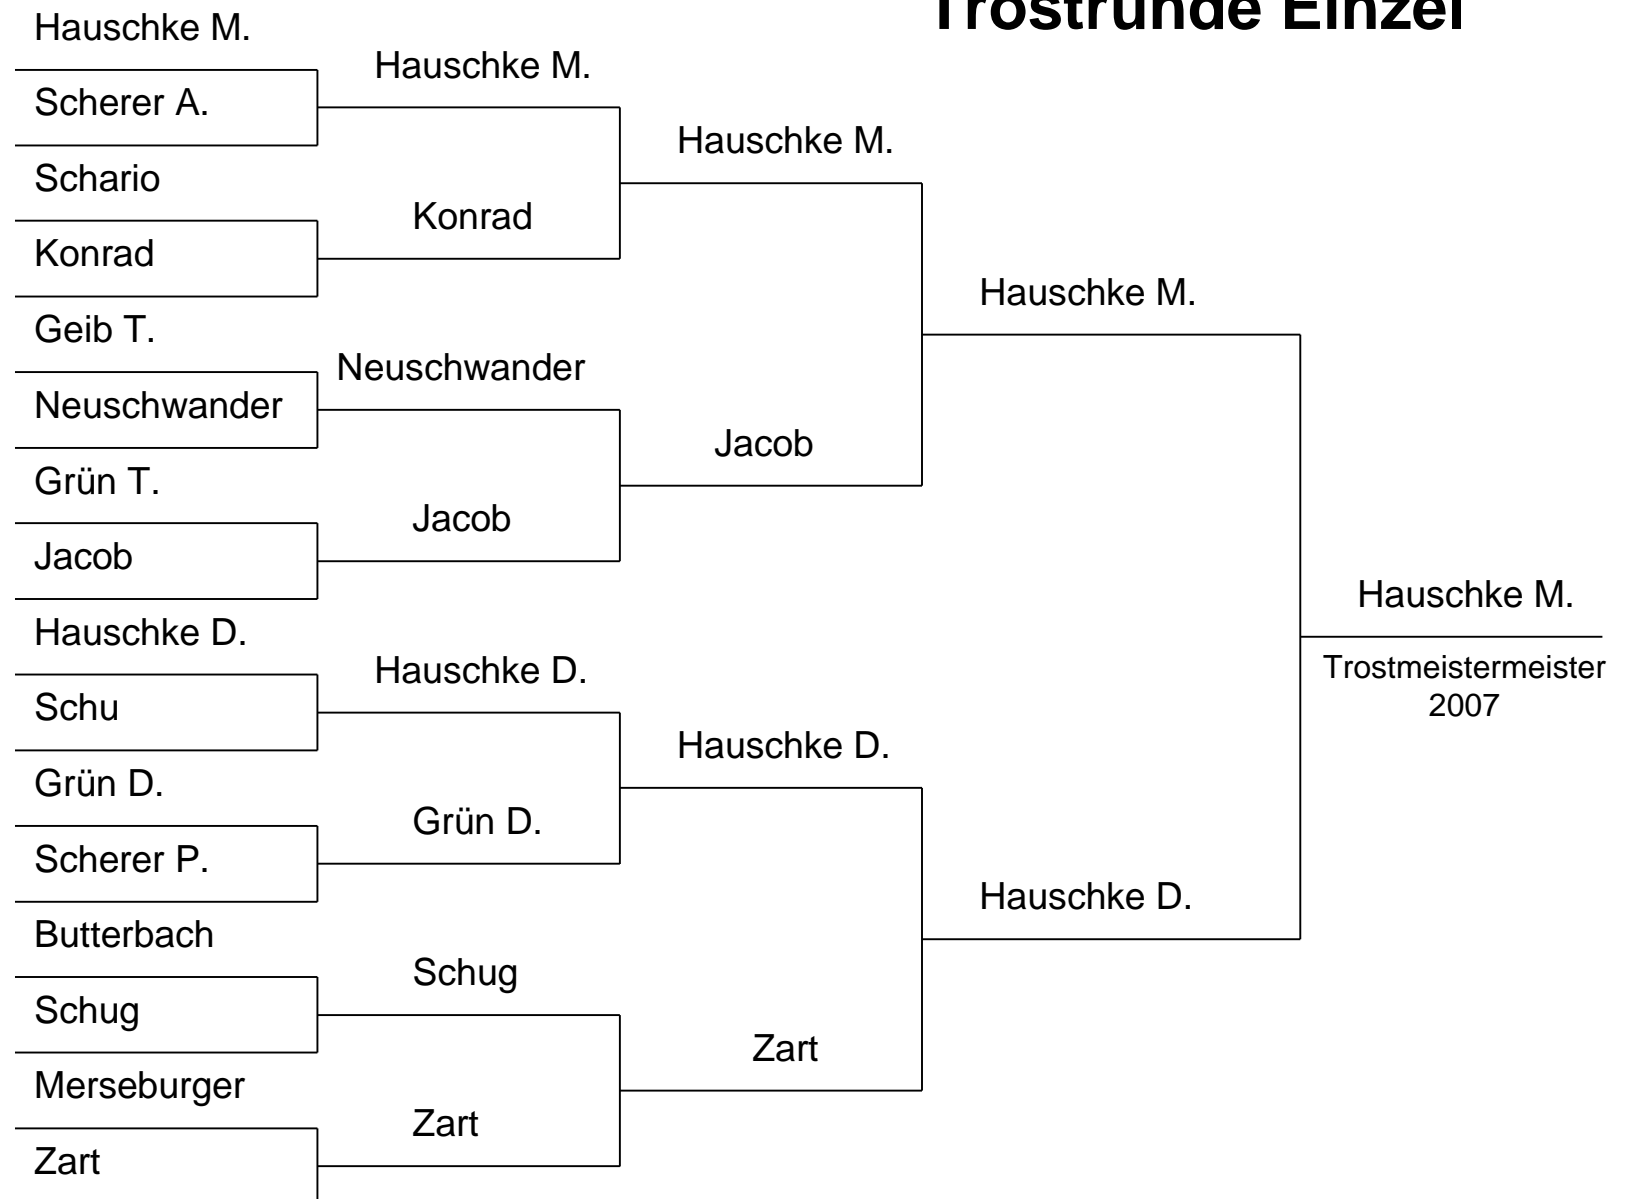 Trostrunde Einzel
Hauschke M.
Scherer A.
Schario
Konrad
Geib T.
Neuschwander
Grün T.
Jacob
Hauschke D.
Schu
Grün D.
Scherer P.
Butterbach
Schug
Merseburger
Zart
Hauschke M.
Konrad
Neuschwander
Jacob
Hauschke D.
Grün D.
Schug
Zart
Hauschke M.
Jacob
Hauschke D.
Zart
Hauschke M.
Hauschke D.
Hauschke M.
Trostmeistermeister
2007